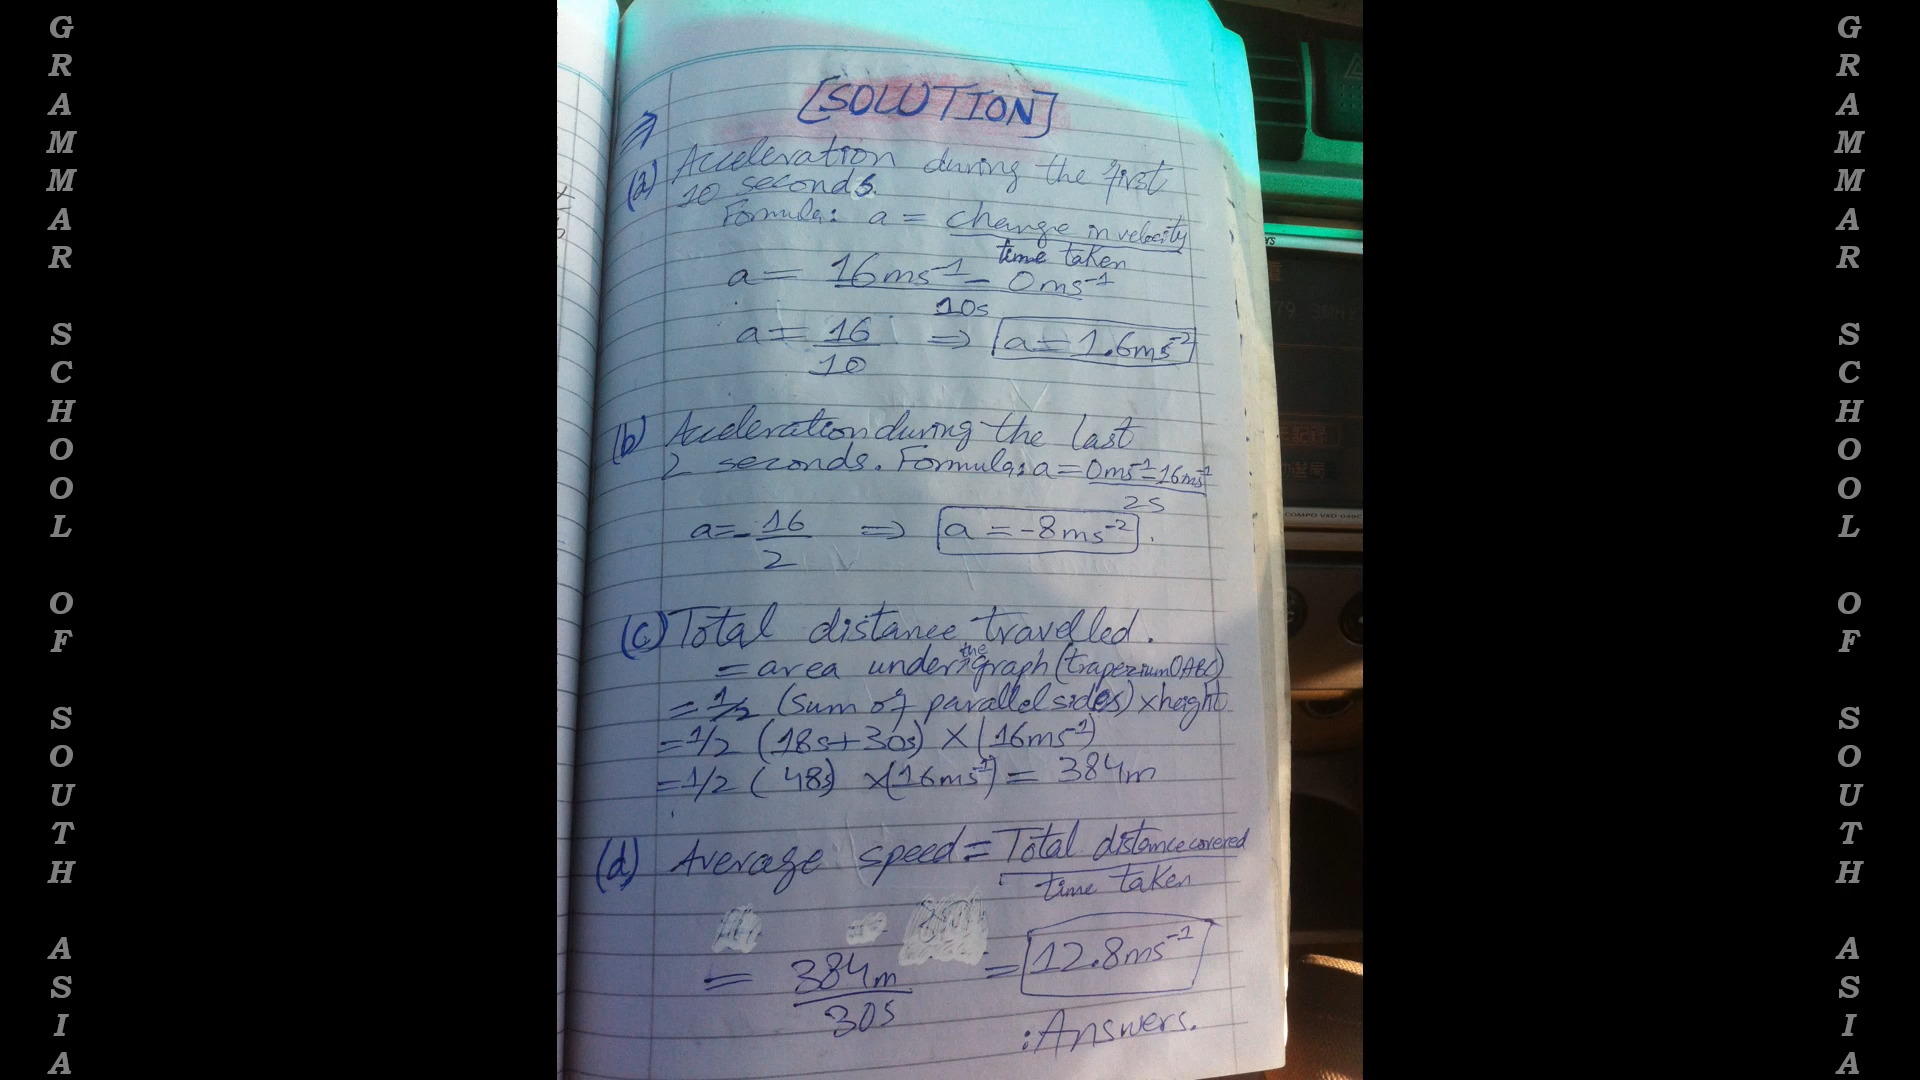 GRAMMAR SCHOOL OF SOUTH ASIA
[SOLUTION]
(a) Acceleration during the first
10 seconds.
Formula: a = change in velocity
time taken
a = 16ms⁻¹ - 0ms⁻¹
10s
a = 16 ⇒ a = 1.6ms⁻²
10
(b) Acceleration during the last
2 seconds. Formula: a = 0ms⁻¹-16ms⁻¹
2s
a = -16 ⇒ a = -8ms⁻².
2
(c) Total distance travelled.
= area under the graph (trapezium OABC)
= 1/2 (sum of parallel sides) x height
= 1/2 (18s+30s) X (16ms⁻¹)
= 1/2 (48s) x (16ms⁻¹) = 384m
(d) Average speed = Total distance covered
time taken
= 384m = 12.8ms⁻¹
30s
:Answers.
GRAMMAR SCHOOL OF SOUTH ASIA